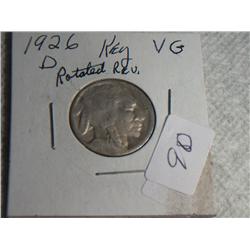 1926 Key VG
D Rotated Rev.
90